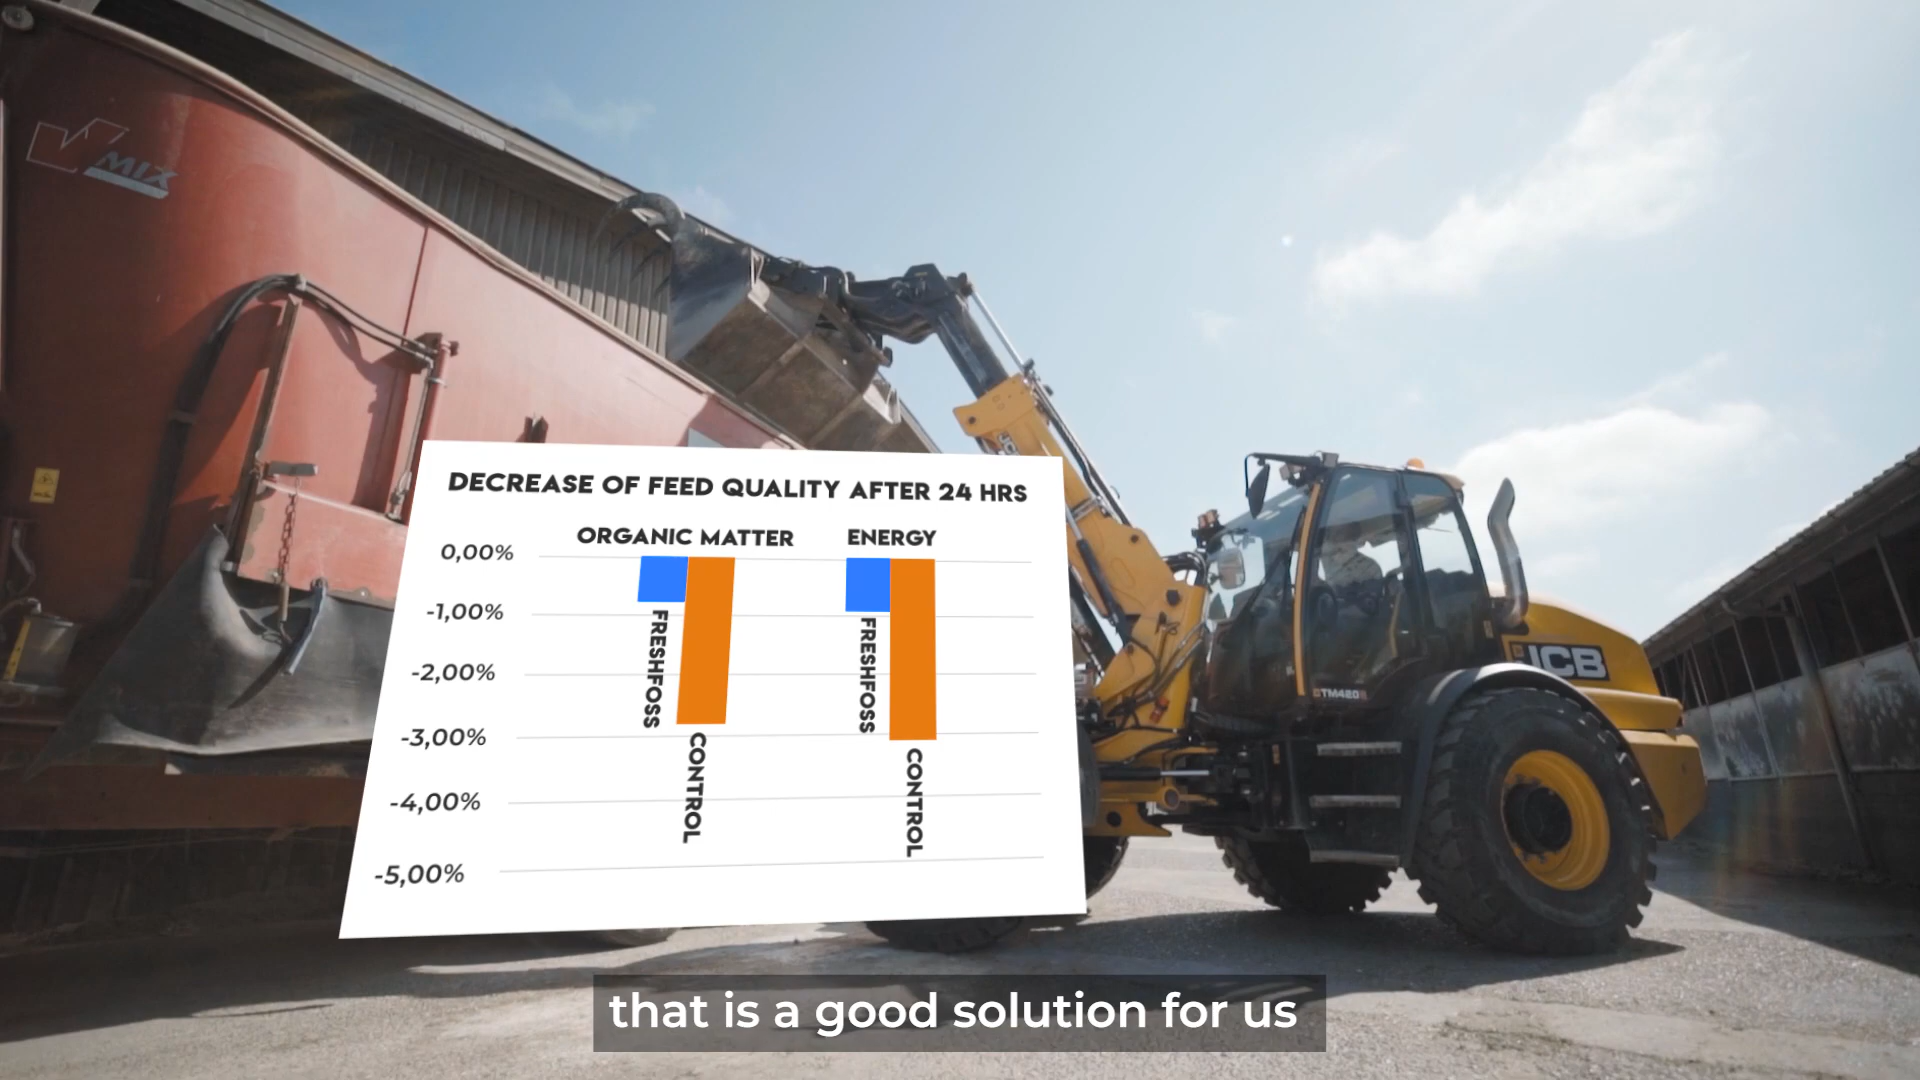 MIX
DECREASE OF FEED QUALITY AFTER 24 HRS
ORGANIC MATTER ENERGY
0,00%
-1,00%
-2,00%
-3,00%
-4,00%
-5,00%
FRESHFOSS
CONTROL
FRESHFOSS
CONTROL
JCB
TM420
that is a good solution for us